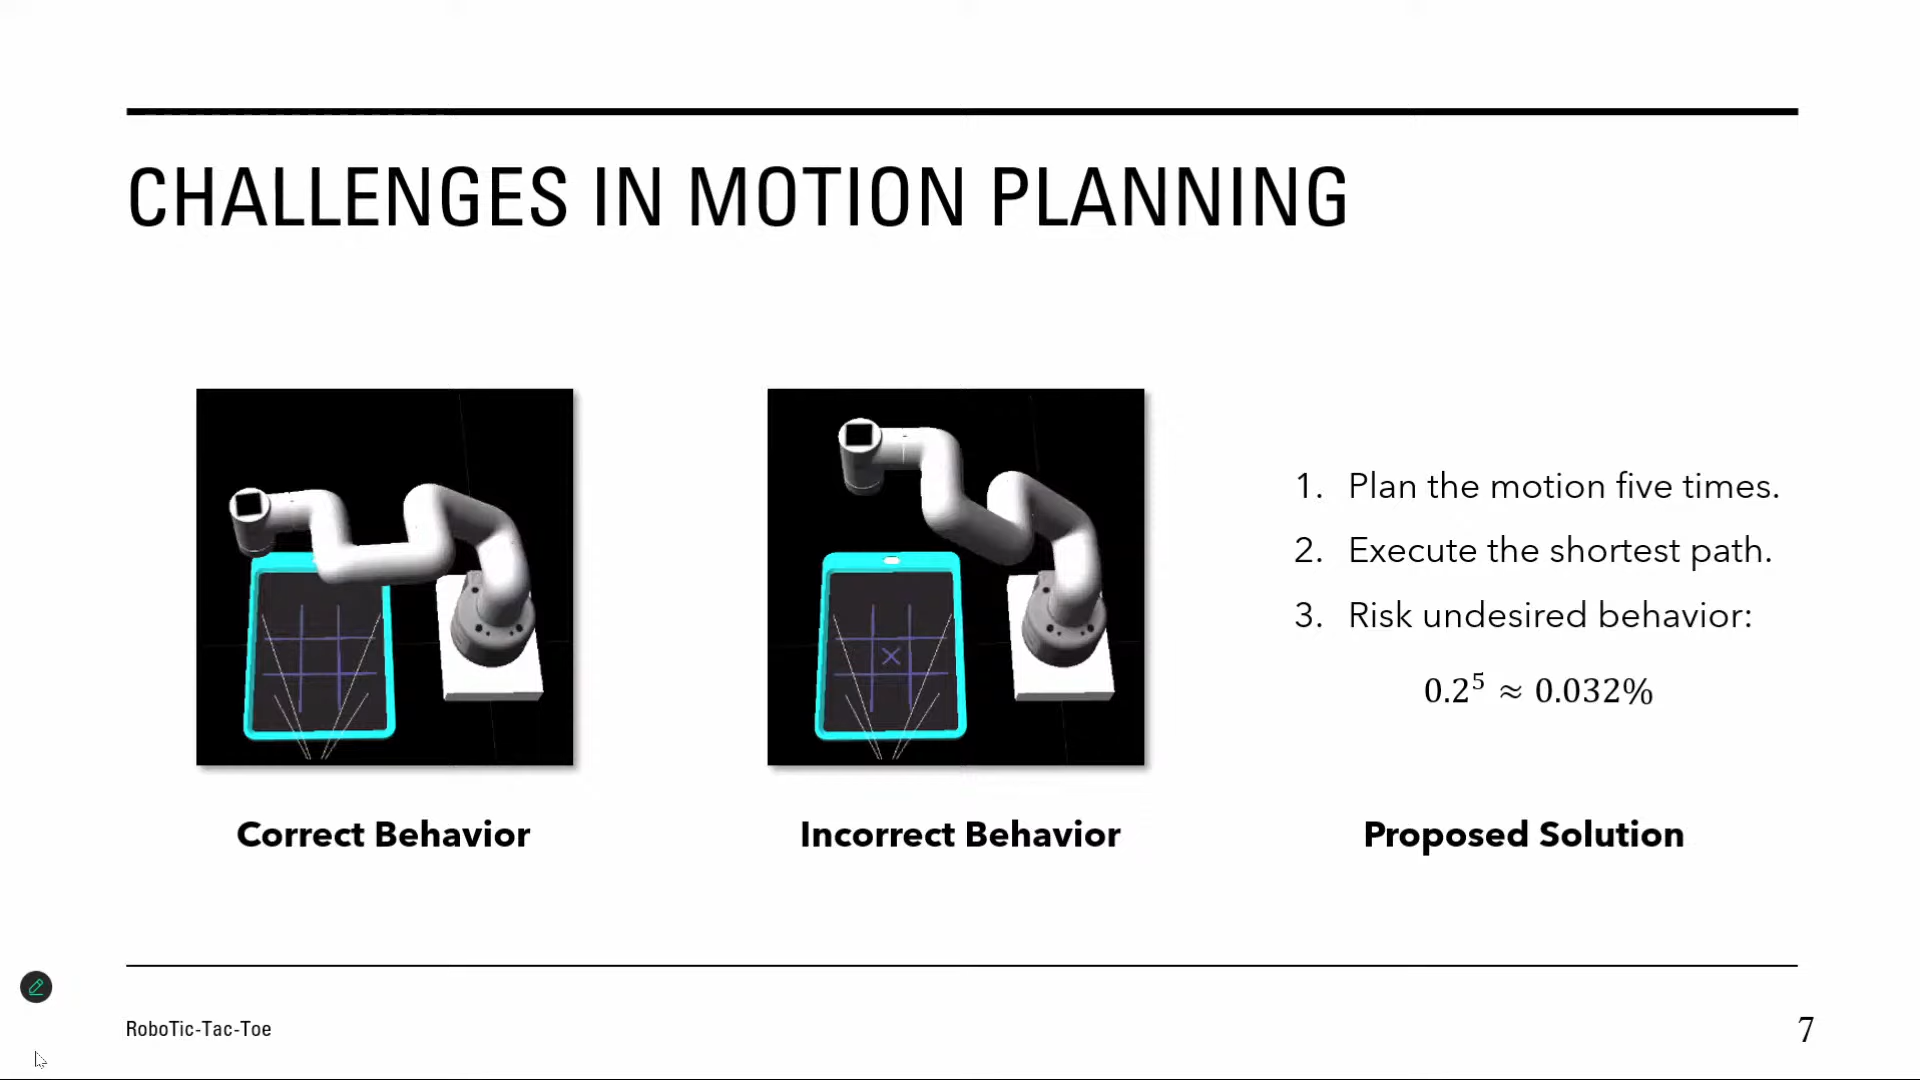 CHALLENGES IN MOTION PLANNING
1. Plan the motion five times.
2. Execute the shortest path.
3. Risk undesired behavior:
0.2⁵ ≈ 0.032%
Correct Behavior
Incorrect Behavior
Proposed Solution
RoboTic-Tac-Toe
7